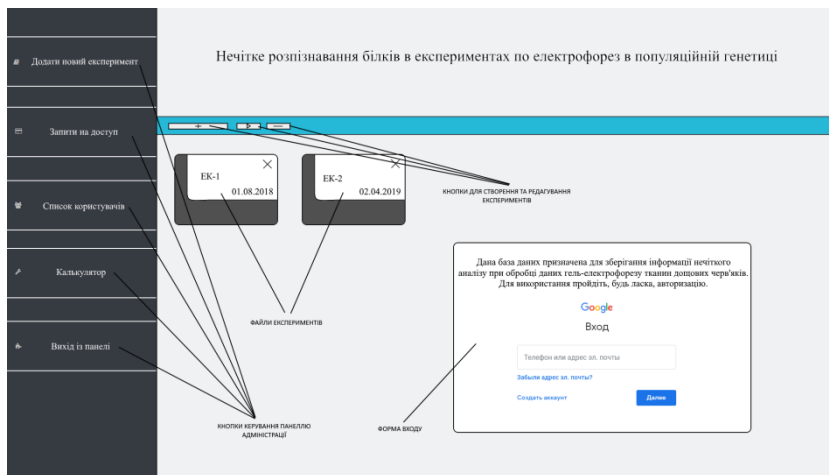 Нечітке розпізнавання білків в експериментах по електрофорез в популяційній генетиці
Додати новий експеримент
Запити на доступ
Список користувачів
Калькулятор
Вихід із панелі
ЕК-1
01.08.2018
ЕК-2
02.04.2019
КНОПКИ ДЛЯ СТВОРЕННЯ ТА РЕДАГУВАННЯ
ЕКСПЕРИМЕНТІВ
ФАЙЛИ ЕКСПЕРИМЕНТІВ
Дана база даних призначена для зберігання інформації нечіткого
аналізу при обробці даних гель-електрофорезу тканин дощових черв'яків.
Для використання пройдіть, будь ласка, авторизацію.
Google
Вход
Телефон или адрес эл. почты
Забыли адрес эл. почты?
Создать аккаунт
Далее
КНОПКИ КЕРУВАННЯ ПАНЕЛЛЮ
АДМІНІСТРАЦІЇ
ФОРМА ВХОДУ